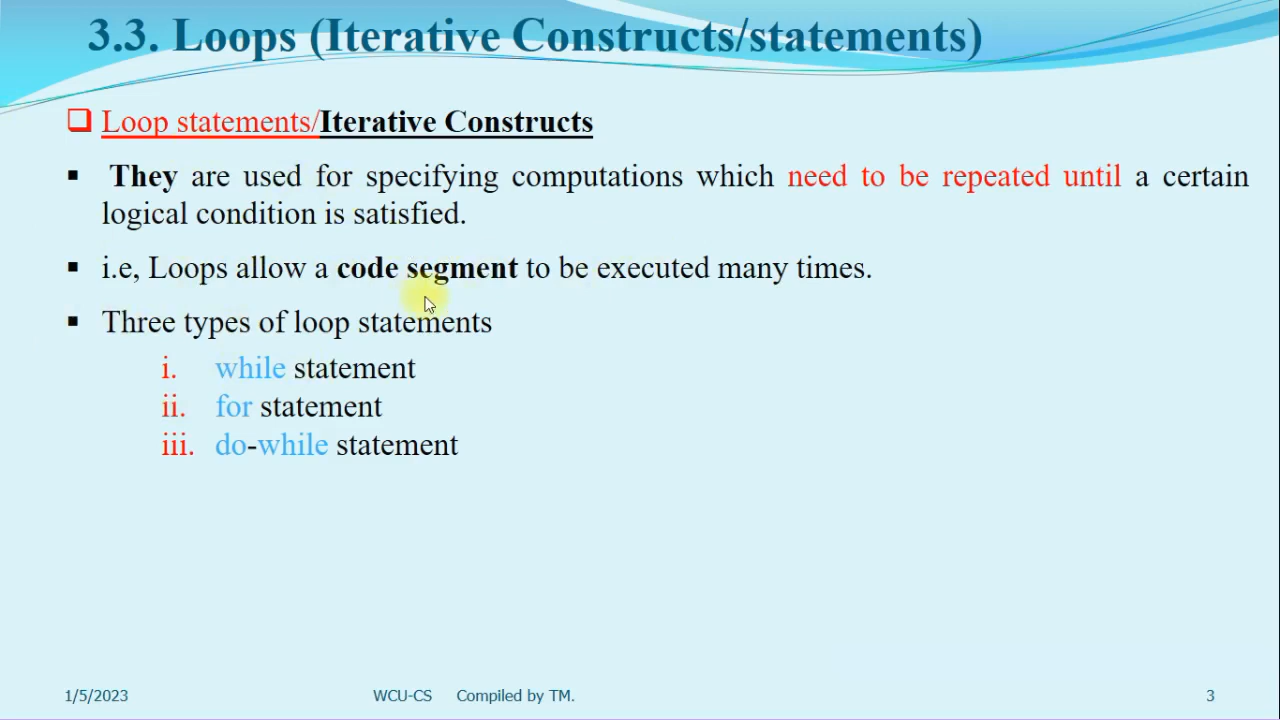 3.3. Loops (Iterative Constructs/statements)
Loop statements/Iterative Constructs
They are used for specifying computations which need to be repeated until a certain
logical condition is satisfied.
i.e, Loops allow a code segment to be executed many times.
Three types of loop statements
i. while statement
ii. for statement
iii. do-while statement
1/5/2023 WCU-CS Compiled by TM. 3